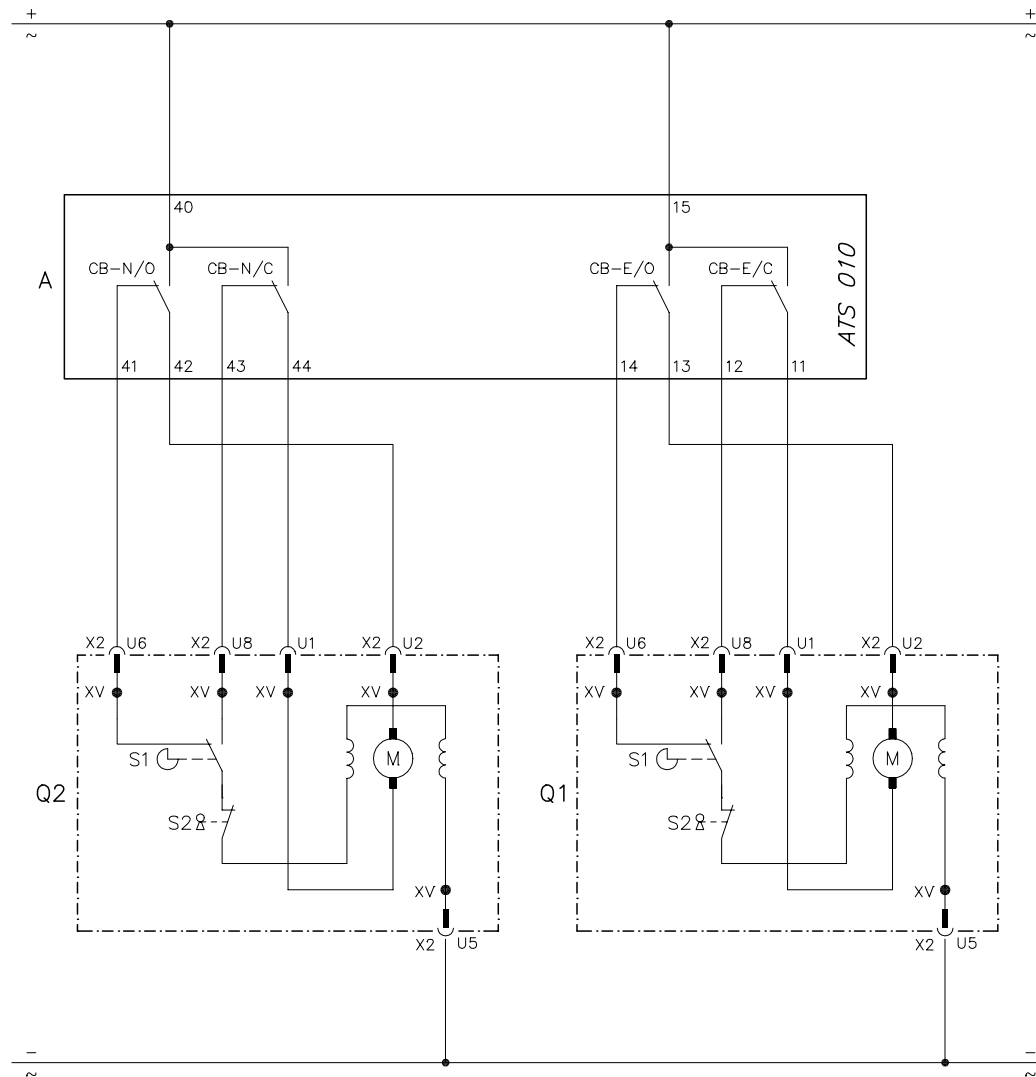 + +
~ ~
40 15
A CB-N/O CB-N/C CB-E/O CB-E/C ATS 010
41 42 43 44 14 13 12 11
X2 U6 X2 U8 U1 X2 U2 X2 U6 X2 U8 U1 X2 U2
XV XV XV XV XV XV XV XV
S1 M S1 M
Q2 Q1
S2 S2
XV XV
X2 U5 X2 U5
− −
~ ~